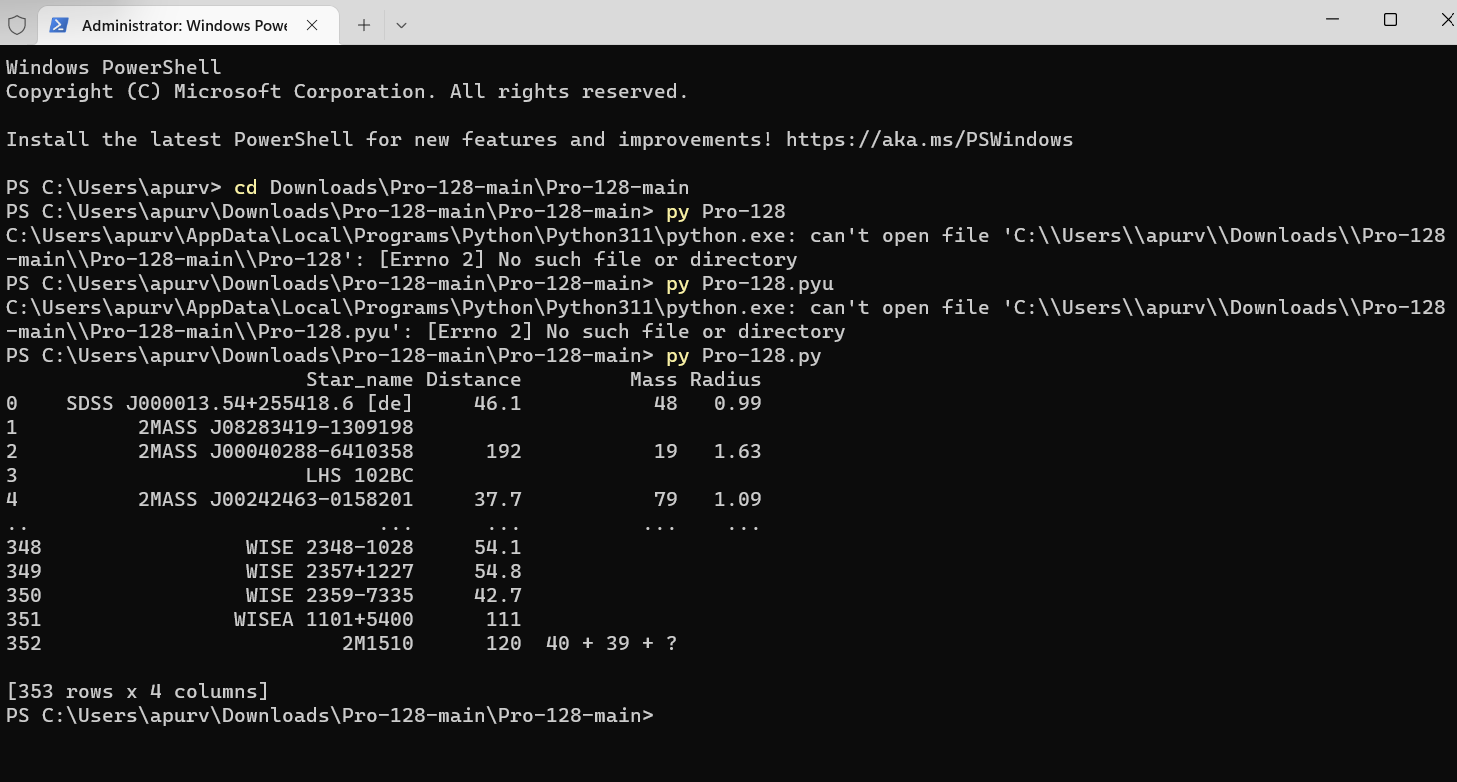 Administrator: Windows Powe
Windows PowerShell
Copyright (C) Microsoft Corporation. All rights reserved.
Install the latest PowerShell for new features and improvements! https://aka.ms/PSWindows
PS C:\Users\apurv> cd Downloads\Pro-128-main\Pro-128-main
PS C:\Users\apurv\Downloads\Pro-128-main\Pro-128-main> py Pro-128
C:\Users\apurv\AppData\Local\Programs\Python\Python311\python.exe: can't open file 'C:\\Users\\apurv\\Downloads\\Pro-128
-main\\Pro-128-main\\Pro-128': [Errno 2] No such file or directory
PS C:\Users\apurv\Downloads\Pro-128-main\Pro-128-main> py Pro-128.pyu
C:\Users\apurv\AppData\Local\Programs\Python\Python311\python.exe: can't open file 'C:\\Users\\apurv\\Downloads\\Pro-128
-main\\Pro-128-main\\Pro-128.pyu': [Errno 2] No such file or directory
PS C:\Users\apurv\Downloads\Pro-128-main\Pro-128-main> py Pro-128.py
Star_name Distance Mass Radius
0 SDSS J000013.54+255418.6 [de] 46.1 48 0.99
1 2MASS J08283419-1309198
2 2MASS J00040288-6410358 192 19 1.63
3 LHS 102BC
4 2MASS J00242463-0158201 37.7 79 1.09
.. ... ... ... ...
348 WISE 2348-1028 54.1
349 WISE 2357+1227 54.8
350 WISE 2359-7335 42.7
351 WISEA 1101+5400 111
352 2M1510 120 40 + 39 + ?
[353 rows x 4 columns]
PS C:\Users\apurv\Downloads\Pro-128-main\Pro-128-main>